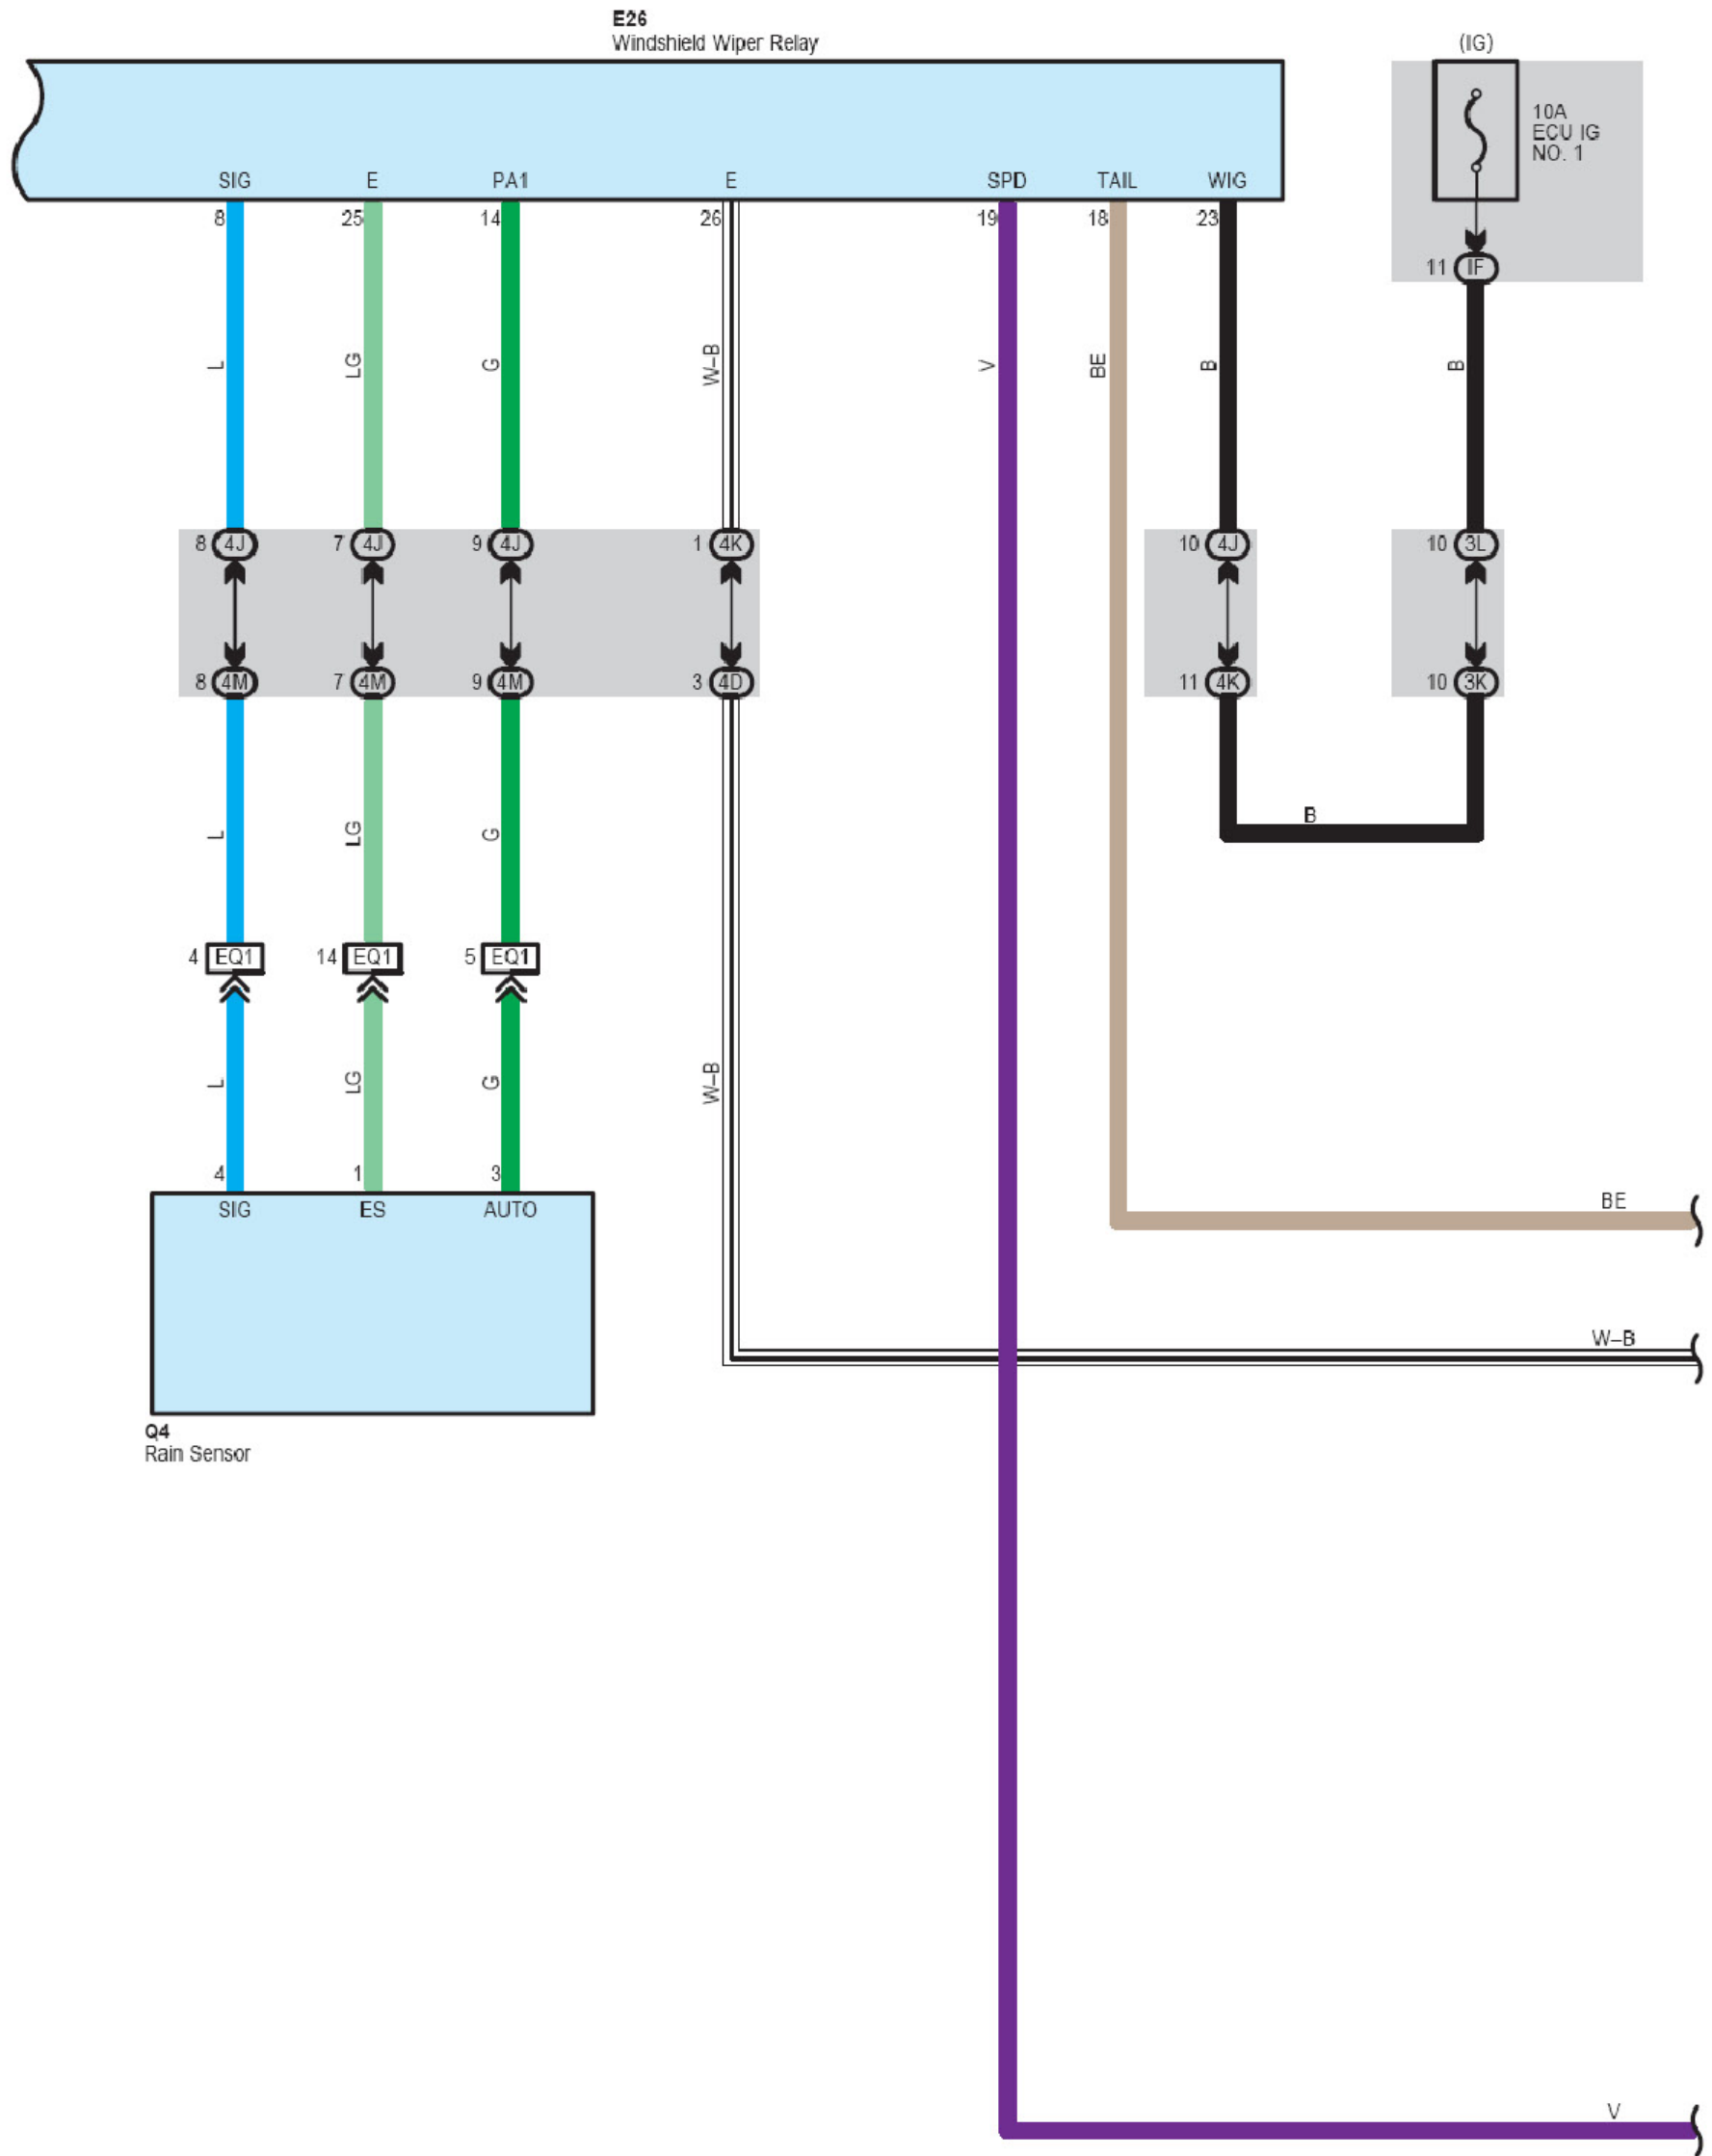 E26
Windshield Wiper Relay
(IG)
10A
ECU IG
NO. 1
SIG E PA1 E SPD TAIL WIG
8 25 14 26 19 18 23
11 IF
L LG G W–B V BE B B
8 4J 7 4J 9 4J 1 4K 10 4J 10 3L
8 4M 7 4M 9 4M 3 4D 11 4K 10 3K
B
L LG G
4 EQ1 14 EQ1 5 EQ1
L LG G W–B
4 1 3
SIG ES AUTO
BE
W–B
Q4
Rain Sensor
V